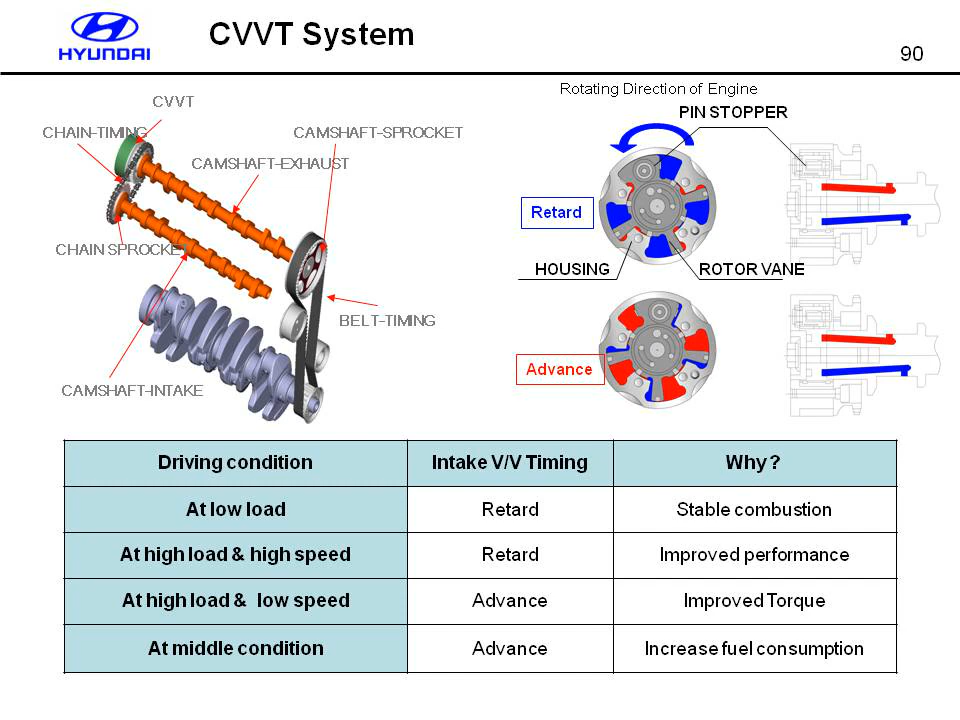 HYUNDAI
CVVT System
90
CVVT
CHAIN-TIMING
CAMSHAFT-SPROCKET
CAMSHAFT-EXHAUST
CHAIN SPROCKET
BELT-TIMING
CAMSHAFT-INTAKE
Rotating Direction of Engine
PIN STOPPER
Retard
HOUSING
ROTOR VANE
Advance
Driving condition Intake V/V Timing Why ?
At low load Retard Stable combustion
At high load & high speed Retard Improved performance
At high load & low speed Advance Improved Torque
At middle condition Advance Increase fuel consumption